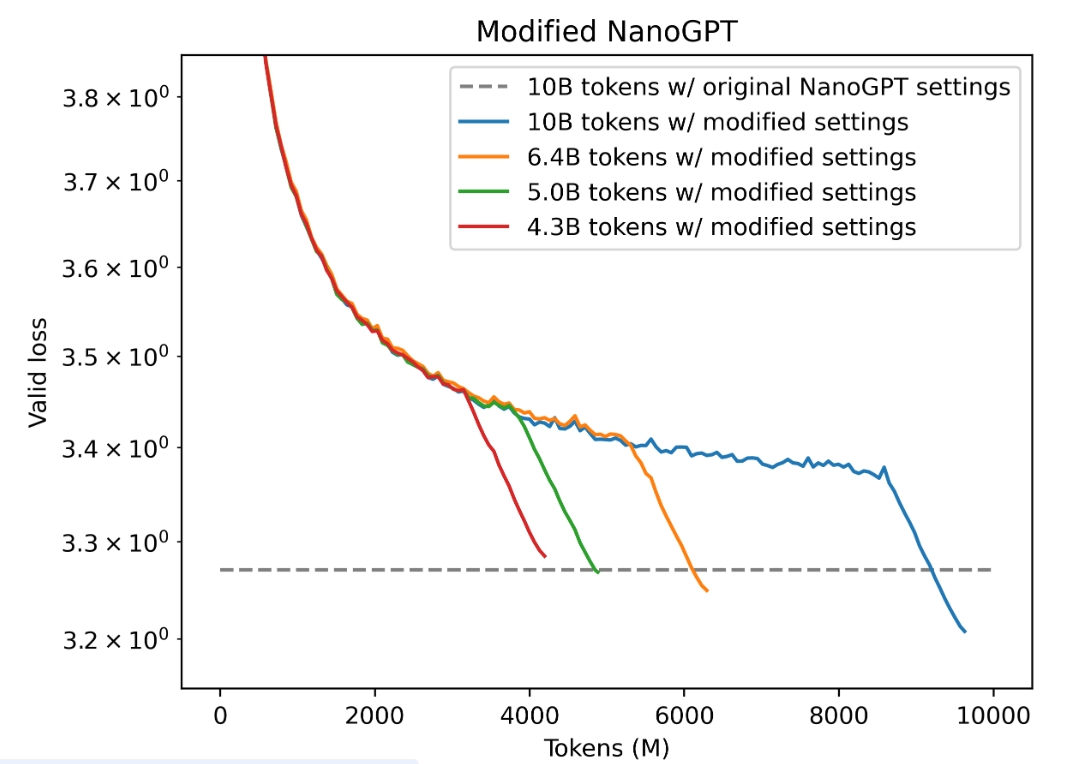 Modified NanoGPT
10B tokens w/ original NanoGPT settings
10B tokens w/ modified settings
6.4B tokens w/ modified settings
5.0B tokens w/ modified settings
4.3B tokens w/ modified settings
3.8 × 10⁰
3.7 × 10⁰
3.6 × 10⁰
3.5 × 10⁰
3.4 × 10⁰
3.3 × 10⁰
3.2 × 10⁰
Valid loss
0 2000 4000 6000 8000 10000
Tokens (M)